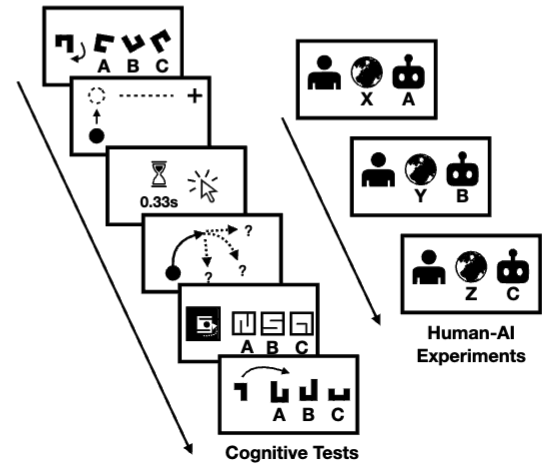 A B C
+
0.33s
?
? ?
A B C
A B C
Cognitive Tests
X A
Y B
Z C
Human-AI
Experiments